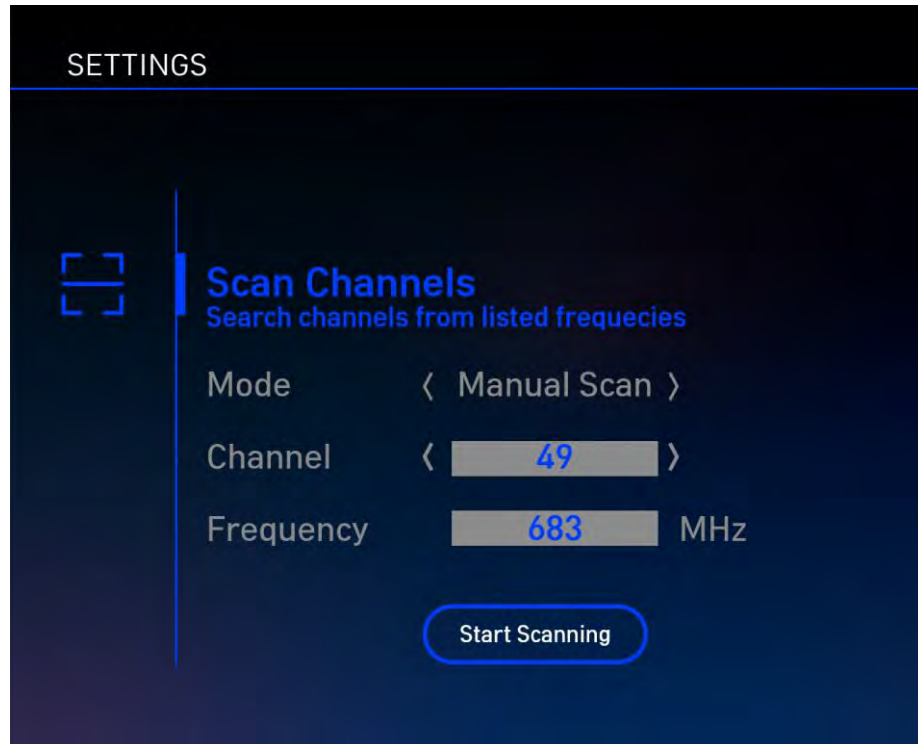 SETTINGS
Scan Channels
Search channels from listed frequecies
Mode 〈 Manual Scan 〉
Channel 〈 49 〉
Frequency 683 MHz
Start Scanning